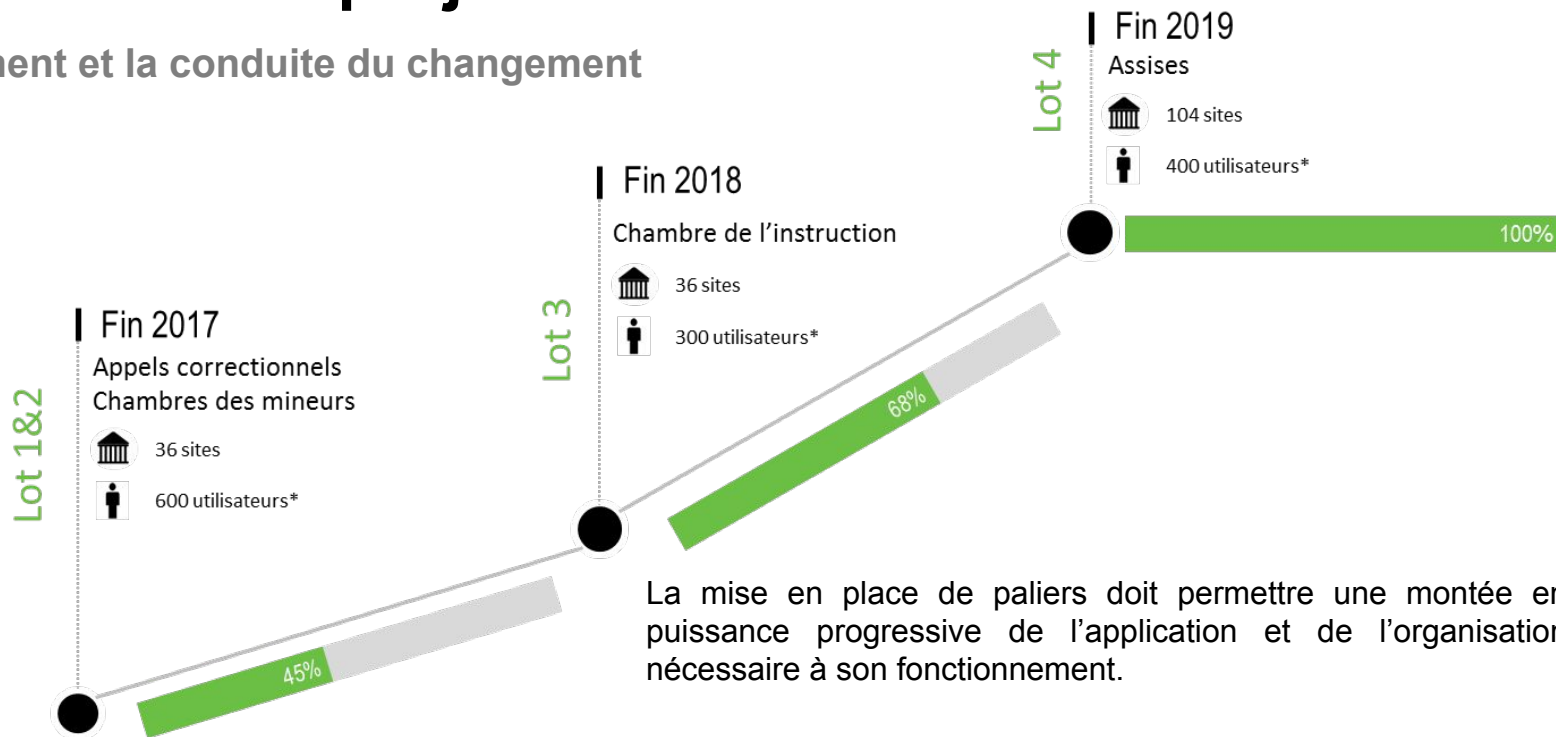 et la conduite du changement
Lot 1&2
Fin 2017
Appels correctionnels
Chambres des mineurs
36 sites
600 utilisateurs*
45%
Lot 3
Fin 2018
Chambre de l’instruction
36 sites
300 utilisateurs*
68%
Lot 4
Fin 2019
Assises
104 sites
400 utilisateurs*
100%
La mise en place de paliers doit permettre une montée
puissance progressive de l’application et de
nécessaire à son fonctionnement.